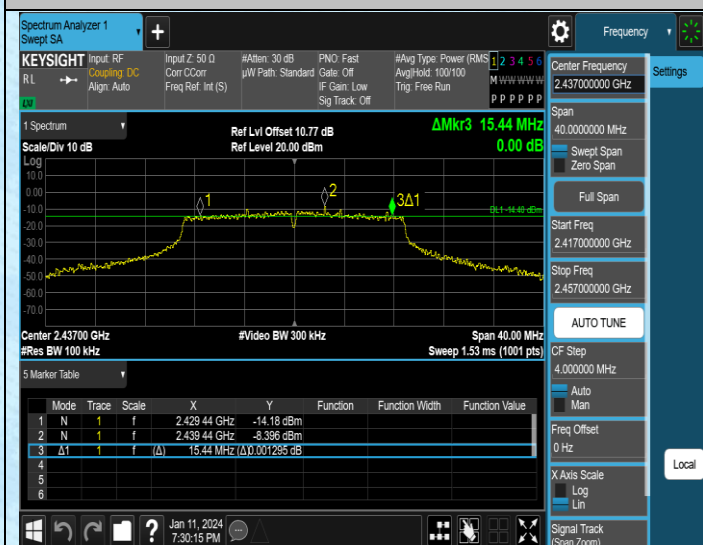 Spectrum Analyzer 1
Swept SA
+
Frequency
KEYSIGHT
R L
LW
Input: RF
Coupling: DC
Align: Auto
Input Z: 50 Ω
Corr CCorr
Freq Ref: Int (S)
#Atten: 30 dB
µW Path: Standard
PNO: Fast
Gate: Off
IF Gain: Low
Sig Track: Off
#Avg Type: Power (RMS
Avg|Hold: 100/100
Trig: Free Run
1 2 3 4 5 6
M W W W W W
P P P P P P
1 Spectrum
Scale/Div 10 dB
Ref Lvl Offset 10.77 dB
Ref Level 20.00 dBm
ΔMkr3 15.44 MHz
0.00 dB
Log
10.0
0.00
-10.0
-20.0
-30.0
-40.0
-50.0
-60.0
-70.0
1
2
3Δ1
DL1 -14.40 dBm
Center 2.43700 GHz
#Res BW 100 kHz
#Video BW 300 kHz
Span 40.00 MHz
Sweep 1.53 ms (1001 pts)
5 Marker Table
Mode Trace Scale X Y Function Function Width Function Value
1 N 1 f 2.429 44 GHz -14.18 dBm
2 N 1 f 2.439 44 GHz -8.396 dBm
3 Δ1 1 f (Δ) 15.44 MHz (Δ)0.001295 dB
4
5
6
Jan 11, 2024
7:30:15 PM
Center Frequency
2.437000000 GHz
Span
40.0000000 MHz
Swept Span
Zero Span
Full Span
Start Freq
2.417000000 GHz
Stop Freq
2.457000000 GHz
AUTO TUNE
CF Step
4.000000 MHz
Auto
Man
Freq Offset
0 Hz
X Axis Scale
Log
Lin
Signal Track
(Span Zoom)
Settings
Local